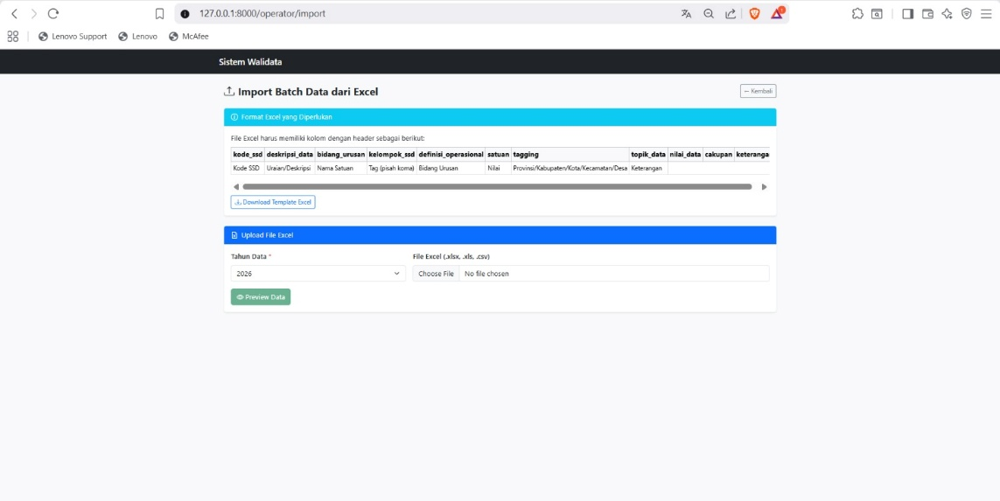 127.0.0.1:8000/operator/import
Lenovo Support Lenovo McAfee
Sistem Walidata
Import Batch Data dari Excel
← Kembali
Format Excel yang Diperlukan
File Excel harus memiliki kolom dengan header sebagai berikut:
kode_ssd deskripsi_data bidang_urusan kelompok_ssd definisi_operasional satuan tagging topik_data nilai_data cakupan keterangan
Kode SSD Uraian/Deskripsi Nama Satuan Tag (pisah koma) Bidang Urusan Nilai Provinsi/Kabupaten/Kota/Kecamatan/Desa Keterangan
Download Template Excel
Upload File Excel
Tahun Data * File Excel (.xlsx, .xls, .csv)
2026 Choose File No file chosen
Preview Data